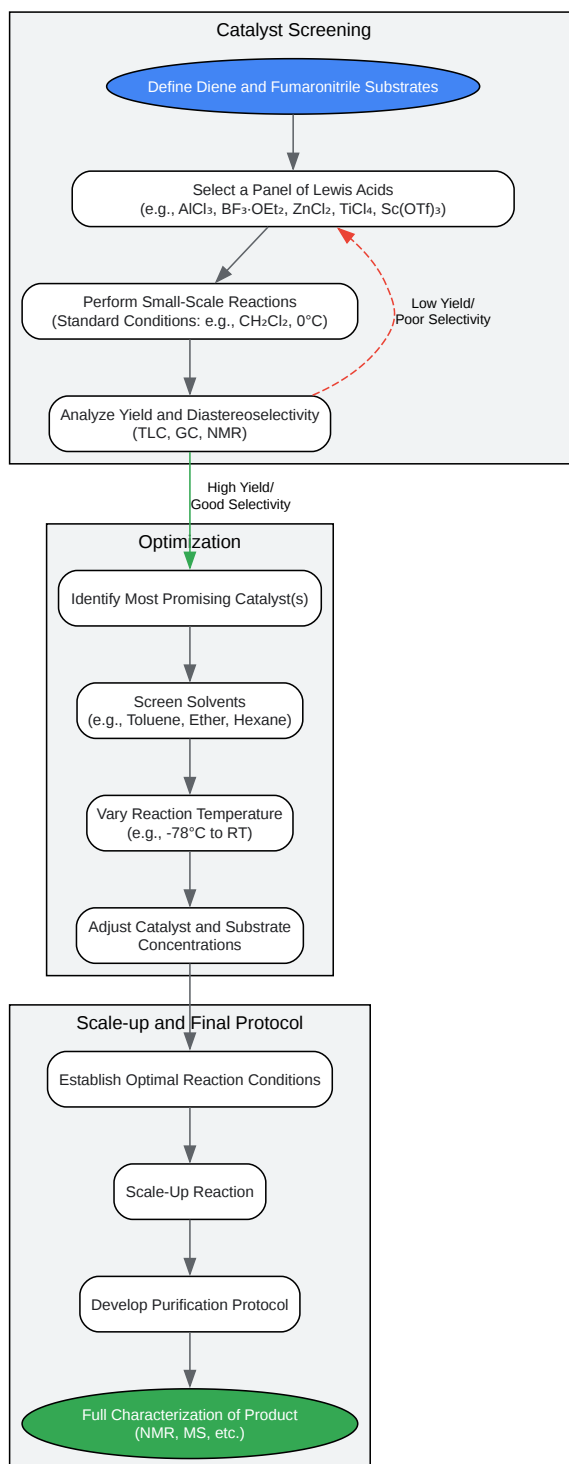 Catalyst Screening
Define Diene and Fumaronitrile Substrates
Select a Panel of Lewis Acids
(e.g., AlCl₃, BF₃·OEt₂, ZnCl₂, TiCl₄, Sc(OTf)₃)
Perform Small-Scale Reactions
(Standard Conditions: e.g., CH₂Cl₂, 0°C)
Low Yield/
Poor Selectivity
Analyze Yield and Diastereoselectivity
(TLC, GC, NMR)
High Yield/
Good Selectivity
Optimization
Identify Most Promising Catalyst(s)
Screen Solvents
(e.g., Toluene, Ether, Hexane)
Vary Reaction Temperature
(e.g., -78°C to RT)
Adjust Catalyst and Substrate
Concentrations
Scale-up and Final Protocol
Establish Optimal Reaction Conditions
Scale-Up Reaction
Develop Purification Protocol
Full Characterization of Product
(NMR, MS, etc.)